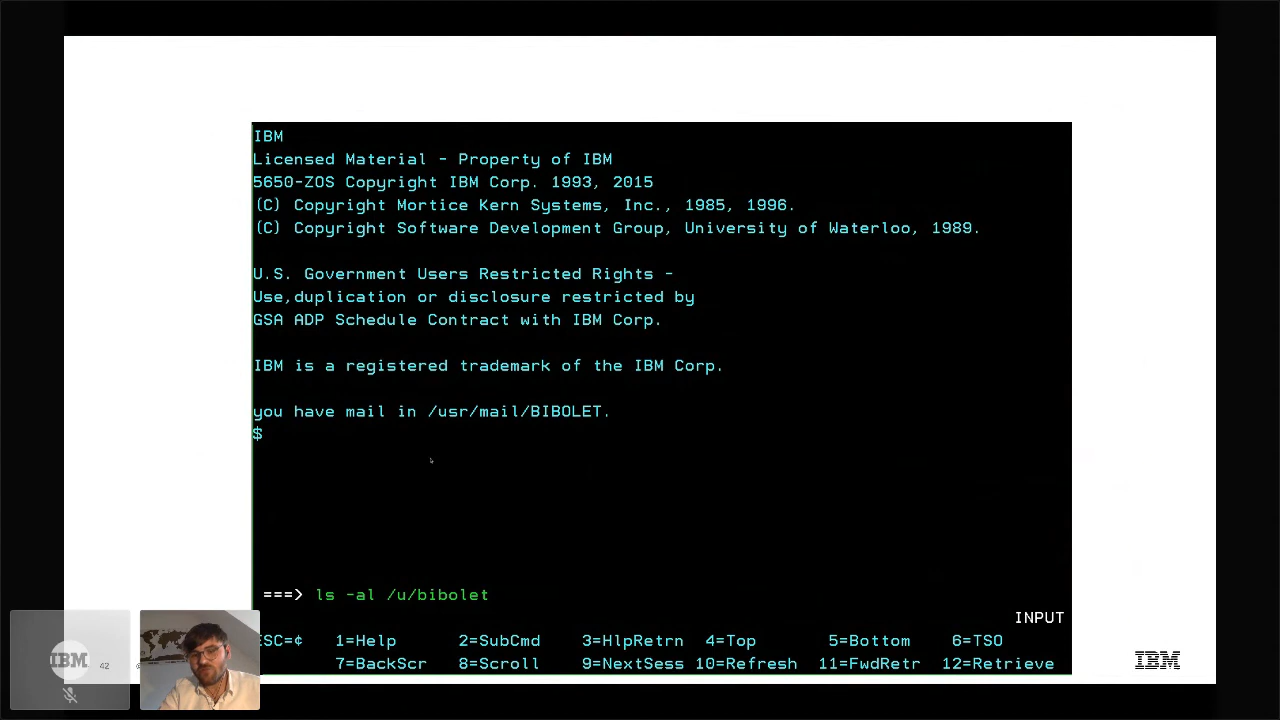 IBM
Licensed Material - Property of IBM
5650-ZOS Copyright IBM Corp. 1993, 2015
(C) Copyright Mortice Kern Systems, Inc., 1985, 1996.
(C) Copyright Software Development Group, University of Waterloo, 1989.
U.S. Government Users Restricted Rights -
Use,duplication or disclosure restricted by
GSA ADP Schedule Contract with IBM Corp.
IBM is a registered trademark of the IBM Corp.
you have mail in /usr/mail/BIBOLET.
$
===> ls -al /u/bibolet
INPUT
ESC=¢ 1=Help 2=SubCmd 3=HlpRetrn 4=Top 5=Bottom 6=TSO
7=BackScr 8=Scroll 9=NextSess 10=Refresh 11=FwdRetr 12=Retrieve
IBM 42
IBM